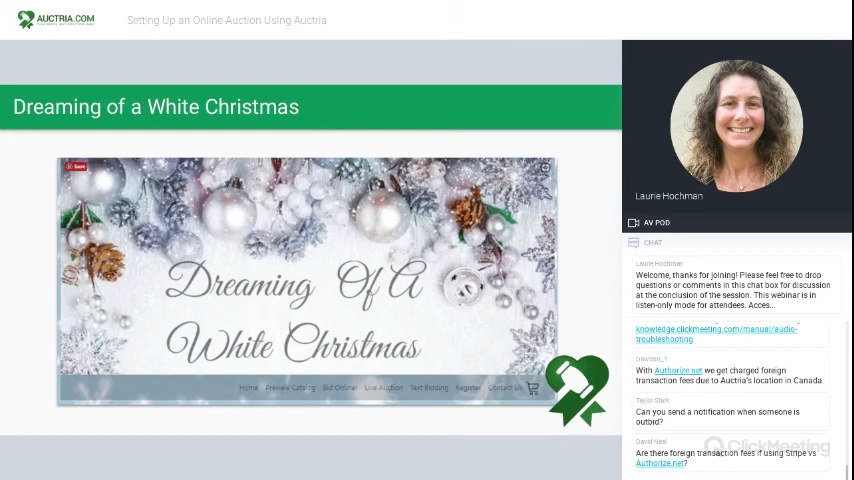 AUCTRIA.COM
Setting Up an Online Auction Using Auctria
Dreaming of a White Christmas
Save
Dreaming Of A
White Christmas
Home Preview Catalog Bid Online! Live Auction Text Bidding Register Contact Us
Laurie Hochman
AV POD
CHAT
Laurie Hochman
Welcome, thanks for joining! Please feel free to drop
questions or comments in this chat box for discussion
at the conclusion of the session. This webinar is in
listen-only mode for attendees. Acces...
knowledge.clickmeeting.com/manual/audio-
troubleshooting
Dawson_1
With Authorize.net we get charged foreign
transaction fees due to Auctria's location in Canada.
Taylor Stark
Can you send a notification when someone is
outbid?
David Neal
Are there foreign transaction fees if using Stripe vs
Authorize.net?
ClickMeeting